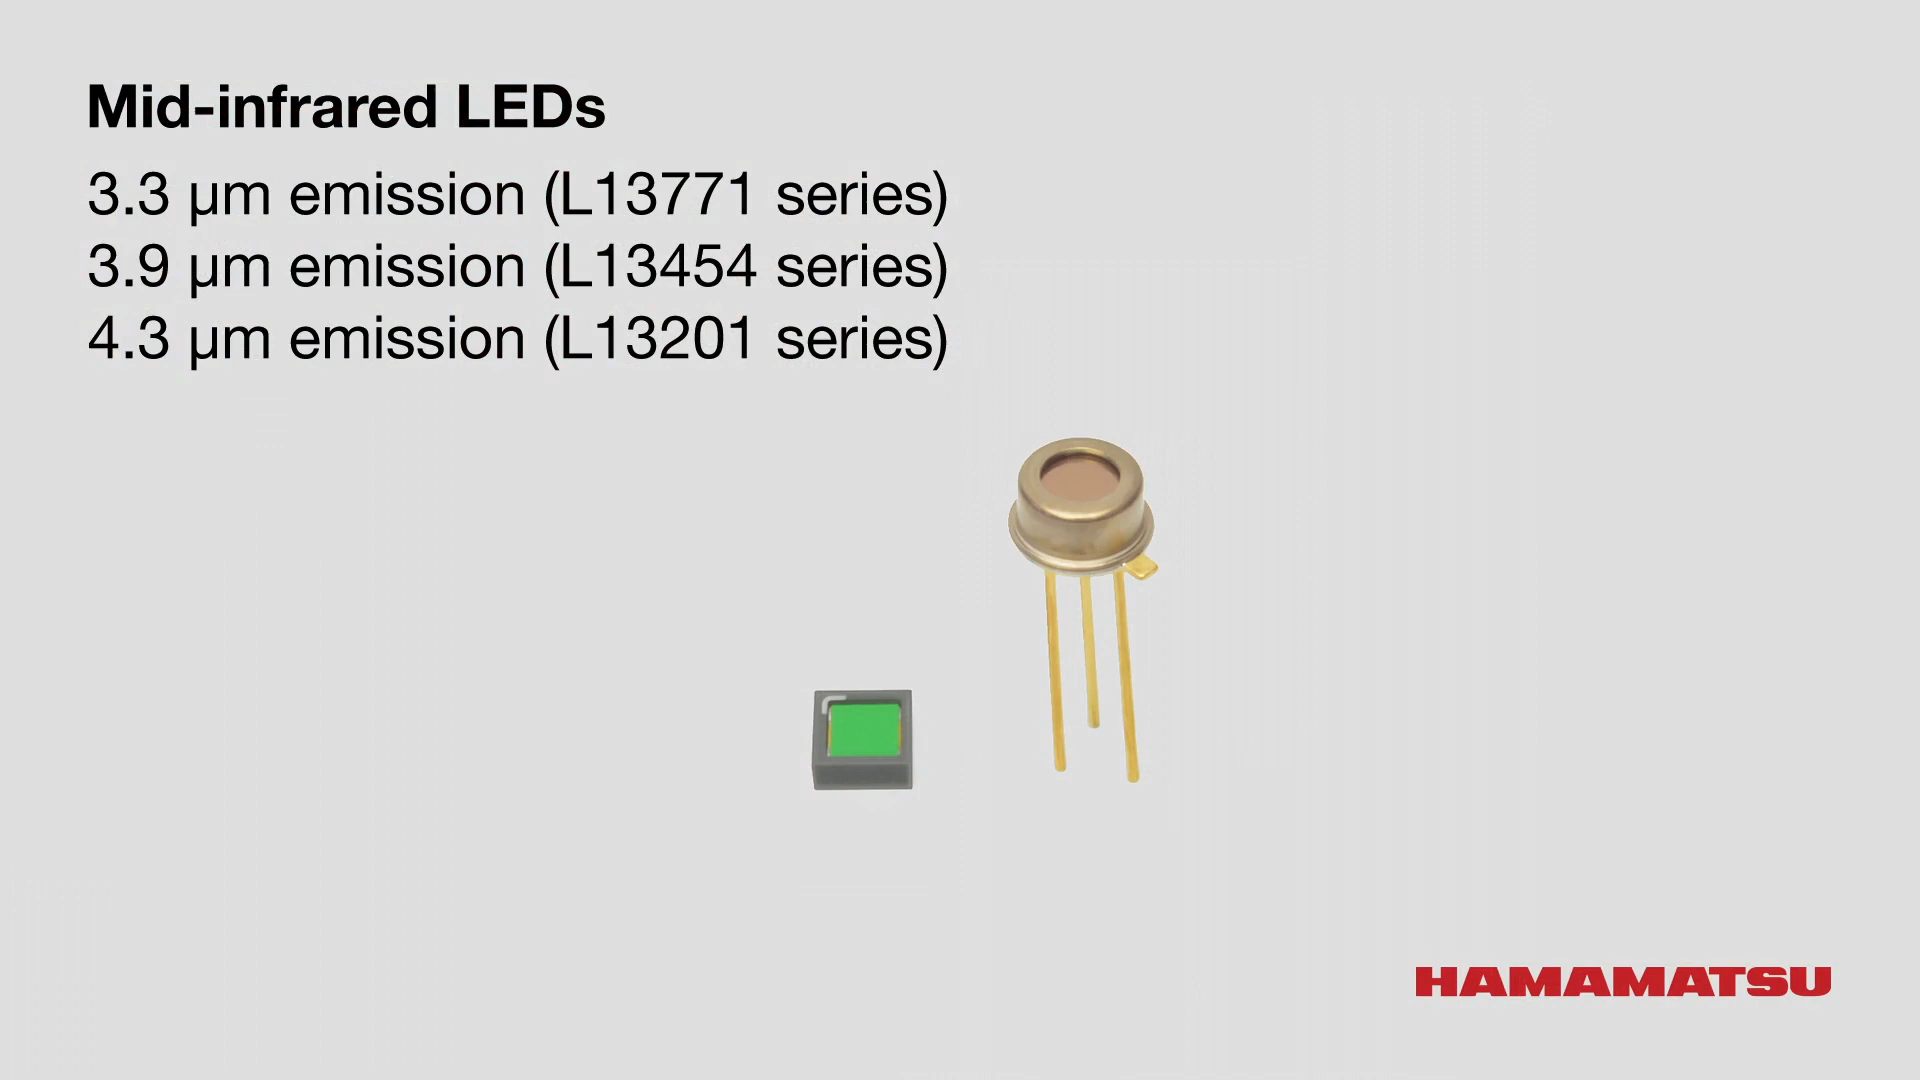 Mid-infrared LEDs
3.3 µm emission (L13771 series)
3.9 µm emission (L13454 series)
4.3 µm emission (L13201 series)
HAMAMATSU